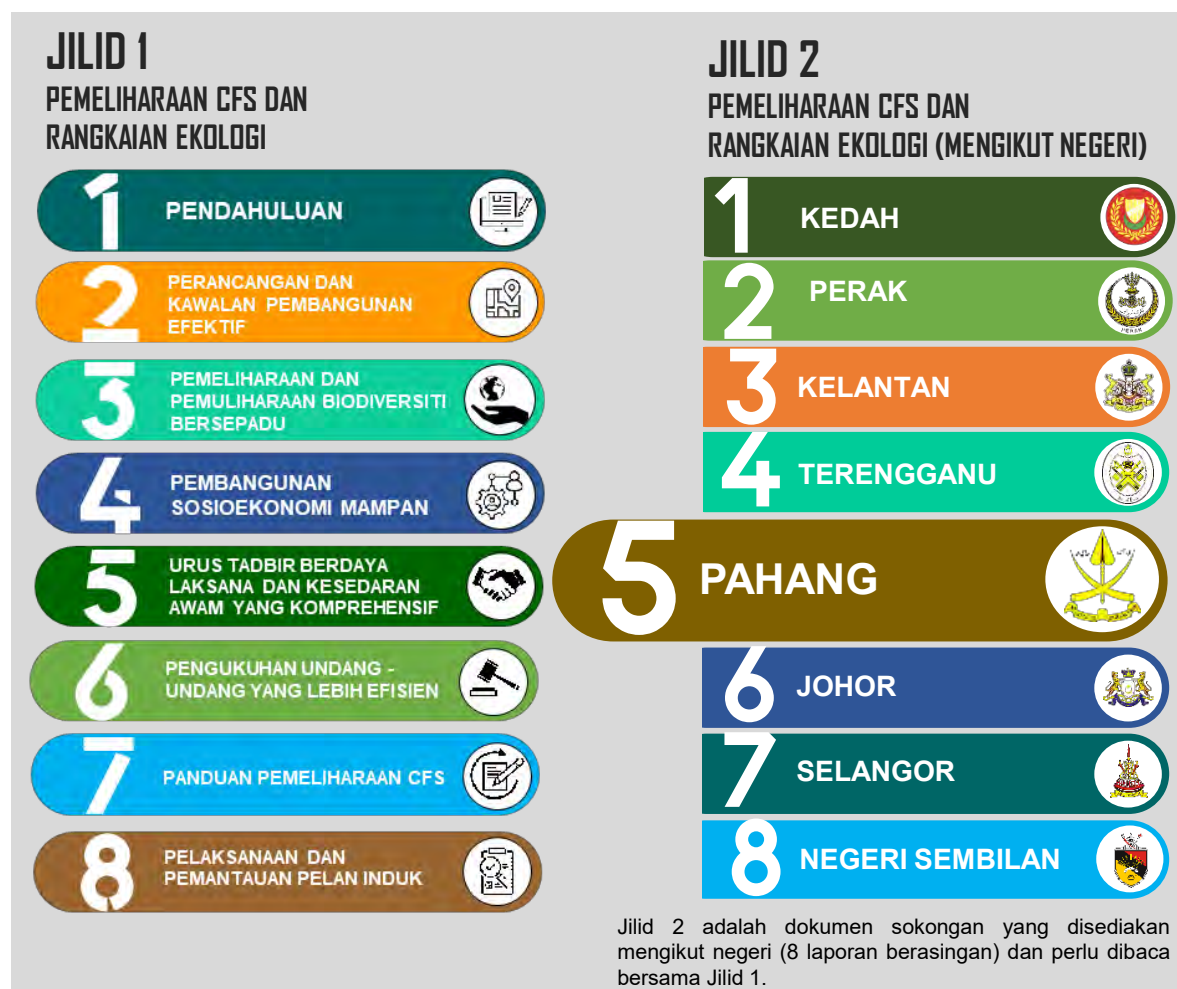 JILID 1
PEMELIHARAAN CFS DAN
RANGKAIAN EKOLOGI
1
PENDAHULUAN
2
PERANCANGAN DAN
KAWALAN PEMBANGUNAN
EFEKTIF
3
PEMELIHARAAN DAN
PEMULIHARAAN BIODIVERSITI
BERSEPADU
4
PEMBANGUNAN
SOSIOEKONOMI MAMPAN
5
URUS TADBIR BERDAYA
LAKSANA DAN KESEDARAN
AWAM YANG KOMPREHENSIF
6
PENGUKUHAN UNDANG -
UNDANG YANG LEBIH EFISIEN
7
PANDUAN PEMELIHARAAN CFS
8
PELAKSANAAN DAN
PEMANTAUAN PELAN INDUK
JILID 2
PEMELIHARAAN CFS DAN
RANGKAIAN EKOLOGI (MENGIKUT NEGERI)
1 KEDAH
2 PERAK
PERAK
3 KELANTAN
4 TERENGGANU
5 PAHANG
6 JOHOR
7 SELANGOR
8 NEGERI SEMBILAN
Jilid 2 adalah dokumen sokongan yang disediakan
mengikut negeri (8 laporan berasingan) dan perlu dibaca
bersama Jilid 1.